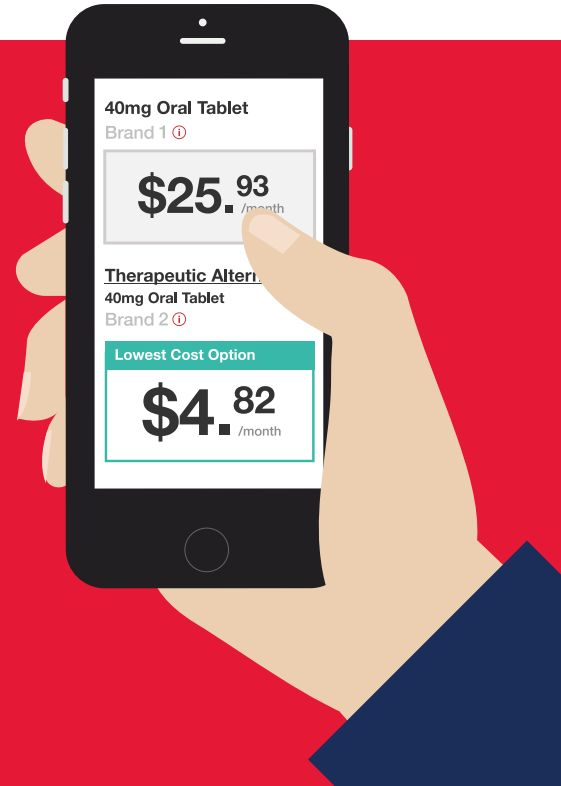 40mg Oral Tablet
Brand 1
$25.93
/month
Therapeutic
40mg Oral Tablet
Brand 2
Lowest Cost Option
$4.82
/month